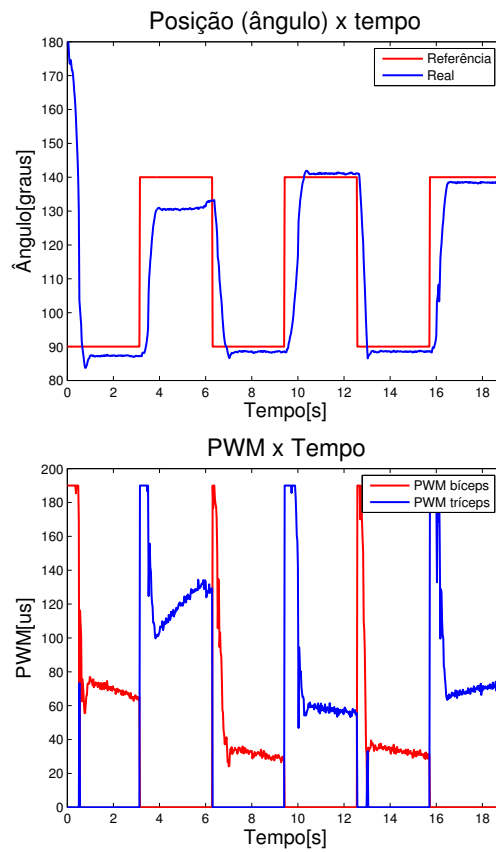 Posição (ângulo) x tempo
Referência
Real
180
170
160
150
140
130
120
110
100
90
80
Ângulo[graus]
0 2 4 6 8 10 12 14 16 18
Tempo[s]
PWM x Tempo
PWM bíceps
PWM tríceps
200
180
160
140
120
100
80
60
40
20
0
PWM[us]
0 2 4 6 8 10 12 14 16 18
Tempo[s]